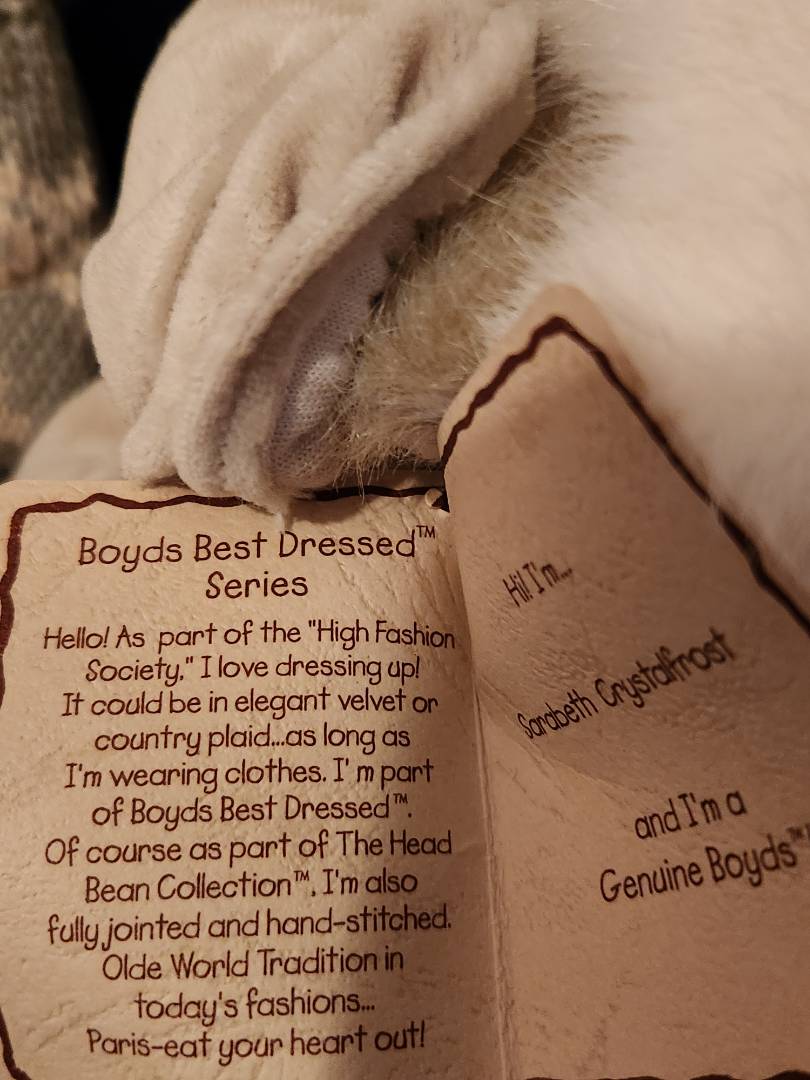 Boyds Best Dressed™
Series
Hello! As part of the "High Fashion
Society," I love dressing up!
It could be in elegant velvet or
country plaid...as long as
I'm wearing clothes. I' m part
of Boyds Best Dressed™.
Of course as part of The Head
Bean Collection™, I'm also
fully jointed and hand-stitched.
Olde World Tradition in
today's fashions...
Paris-eat your heart out!
Hi! I'm...
Sarabeth Crystalfrost
and I'm a
Genuine Boyds™